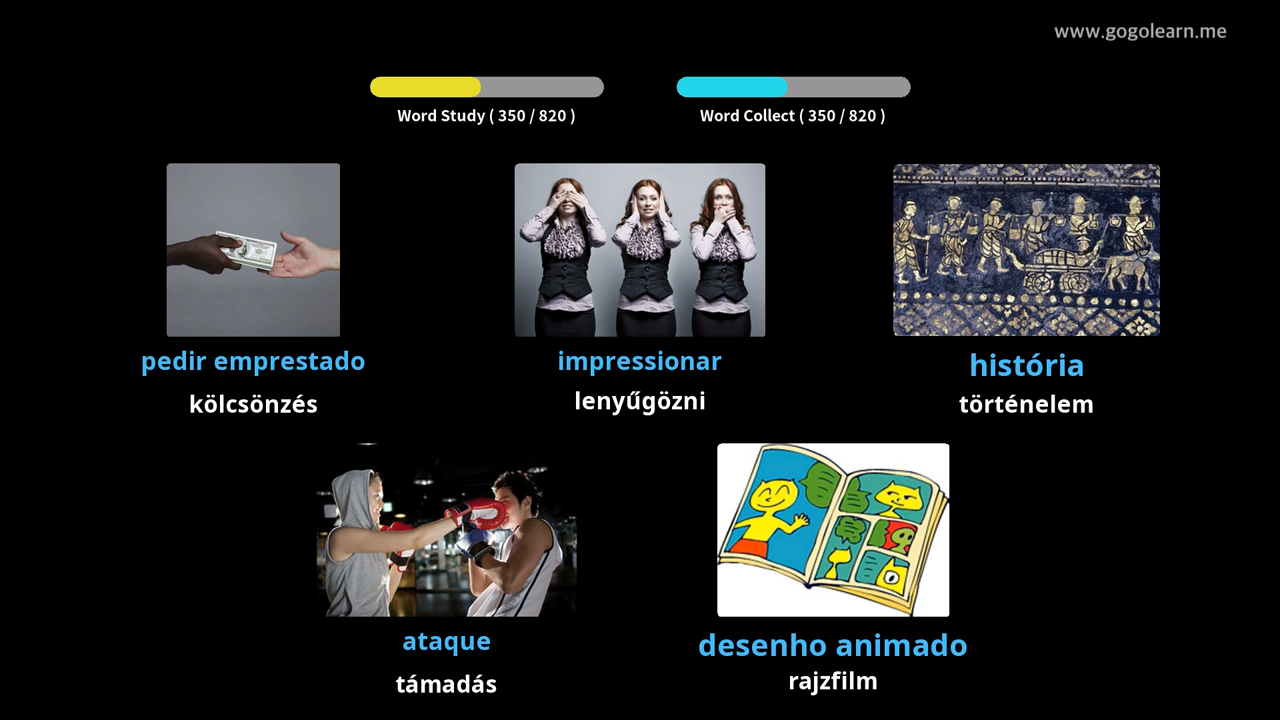 www.gogolearn.me
Word Study ( 350 / 820 )
Word Collect ( 350 / 820 )
pedir emprestado
kölcsönzés
impressionar
lenyűgözni
história
történelem
ataque
támadás
desenho animado
rajzfilm